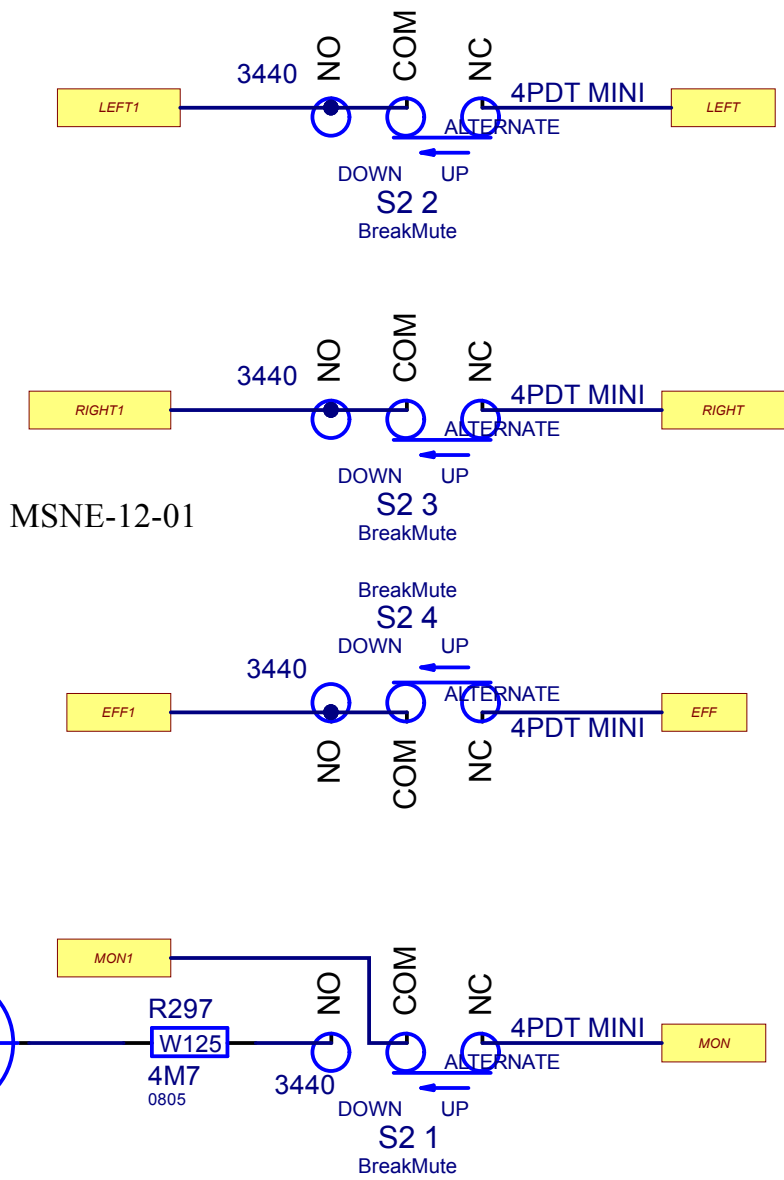 3440 NO COM NC
LEFT1 4PDT MINI LEFT
ALTERNATE
DOWN UP
S2 2
BreakMute
3440 NO COM NC
RIGHT1 4PDT MINI RIGHT
ALTERNATE
DOWN UP
S2 3
BreakMute
MSNE-12-01
BreakMute
S2 4
DOWN UP
3440
ALTERNATE
EFF1 4PDT MINI EFF
NO COM NC
MON1
NO COM NC
R297
W125 4PDT MINI MON
ALTERNATE
4M7 3440
0805
DOWN UP
S2 1
BreakMute